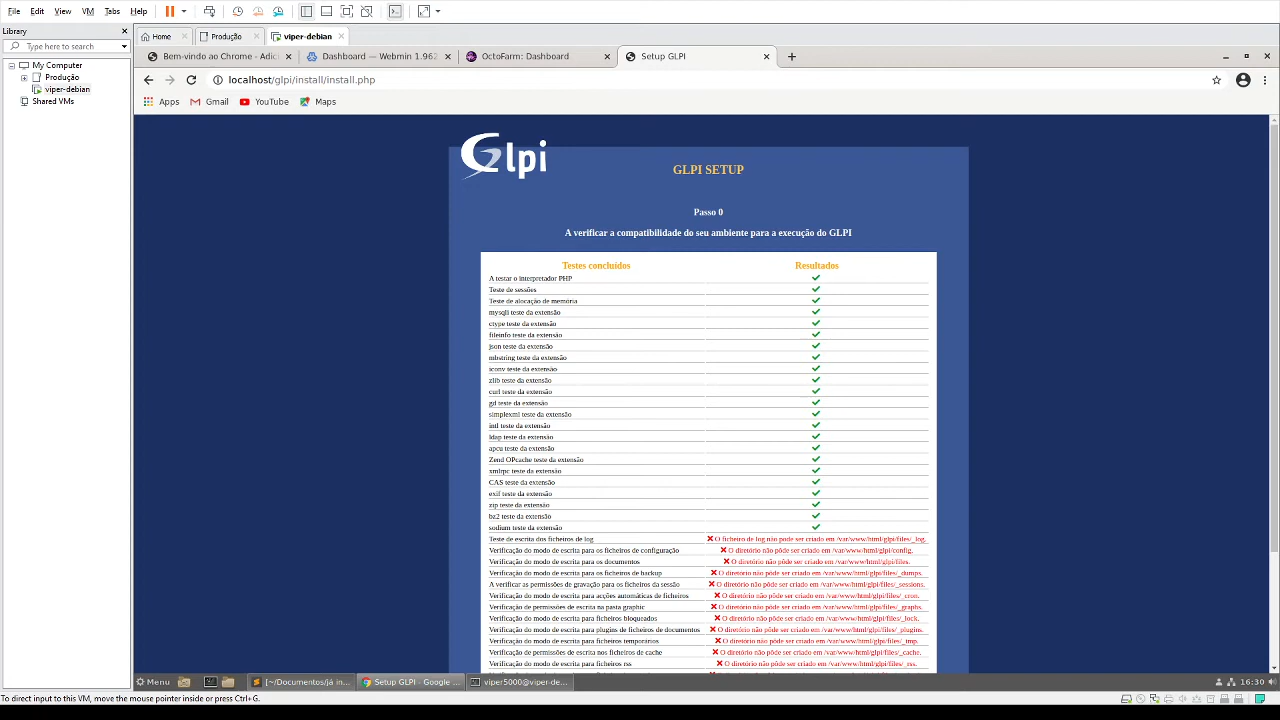 File Edit View VM Tabs Help
Library
Type here to search
My Computer
Produção
viper-debian
Shared VMs
Home Produção viper-debian
Bem-vindo ao Chrome - Adic Dashboard — Webmin 1.962 OctoFarm: Dashboard Setup GLPI
localhost/glpi/install/install.php
Apps Gmail YouTube Maps
Glpi
GLPI SETUP
Passo 0
A verificar a compatibilidade do seu ambiente para a execução do GLPI
Testes concluídos Resultados
A testar o interpretador PHP
Teste de sessões
Teste de alocação de memória
mysqli teste da extensão
ctype teste da extensão
fileinfo teste da extensão
json teste da extensão
mbstring teste da extensão
iconv teste da extensão
zlib teste da extensão
curl teste da extensão
gd teste da extensão
simplexml teste da extensão
intl teste da extensão
ldap teste da extensão
apcu teste da extensão
Zend OPcache teste da extensão
xmlrpc teste da extensão
CAS teste da extensão
exif teste da extensão
zip teste da extensão
bz2 teste da extensão
sodium teste da extensão
Teste de escrita dos ficheiros de log O ficheiro de log não pôde ser criado em /var/www/html/glpi/files/_log.
Verificação do modo de escrita para os ficheiros de configuração O diretório não pôde ser criado em /var/www/html/glpi/config.
Verificação do modo de escrita para os documentos O diretório não pôde ser criado em /var/www/html/glpi/files.
Verificação do modo de escrita para os ficheiros de backup O diretório não pôde ser criado em /var/www/html/glpi/files/_dumps.
A verificar as permissões de gravação para os ficheiros da sessão O diretório não pôde ser criado em /var/www/html/glpi/files/_sessions.
Verificação do modo de escrita para acções automáticas de ficheiros O diretório não pôde ser criado em /var/www/html/glpi/files/_cron.
Verificação de permissões de escrita na pasta graphic O diretório não pôde ser criado em /var/www/html/glpi/files/_graphs.
Verificação do modo de escrita para ficheiros bloqueados O diretório não pôde ser criado em /var/www/html/glpi/files/_lock.
Verificação do modo de escrita para plugins de ficheiros de documentos O diretório não pôde ser criado em /var/www/html/glpi/files/_plugins.
Verificação do modo de escrita para ficheiros temporários O diretório não pôde ser criado em /var/www/html/glpi/files/_tmp.
Verificação de permissões de escrita nos ficheiros de cache O diretório não pôde ser criado em /var/www/html/glpi/files/_cache.
Verificação do modo de escrita para ficheiros rss O diretório não pôde ser criado em /var/www/html/glpi/files/_rss.
Menu [~/Documentos/já in... Setup GLPI - Google ... viper5000@viper-de... 16:30
To direct input to this VM, move the mouse pointer inside or press Ctrl+G.